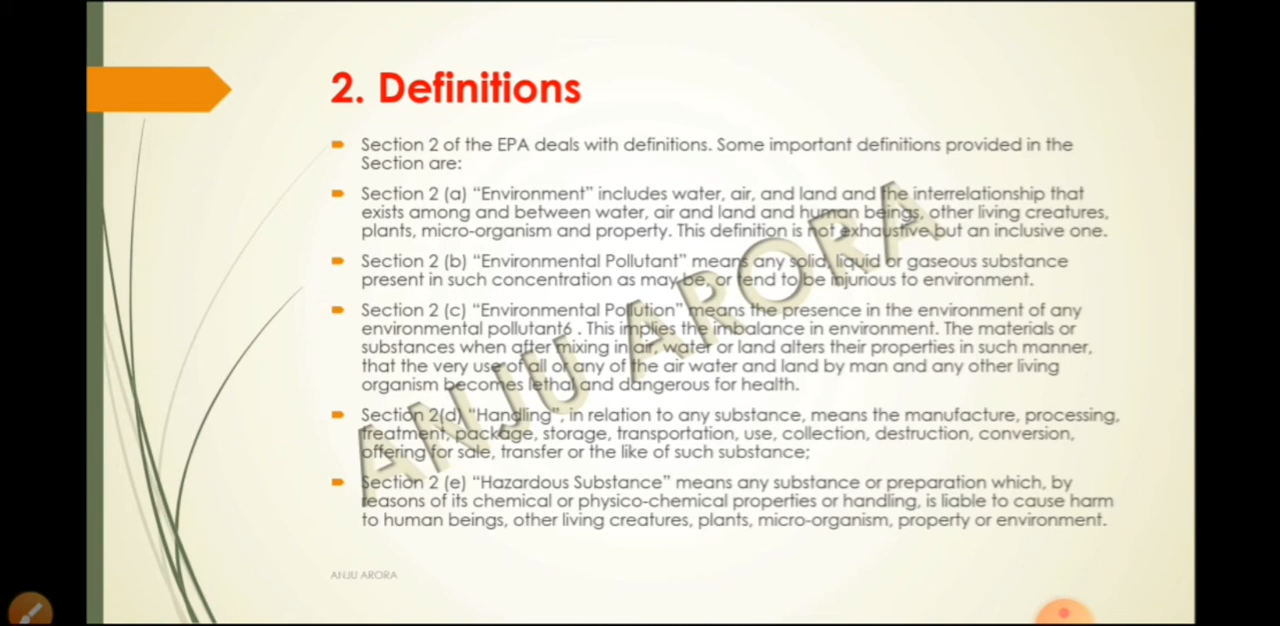 2. Definitions
Section 2 of the EPA deals with definitions. Some important definitions provided in the
Section are:
Section 2 (a) “Environment” includes water, air, and land and the interrelationship that
exists among and between water, air and land and human beings, other living creatures,
plants, micro-organism and property. This definition is not exhaustive but an inclusive one.
Section 2 (b) “Environmental Pollutant” means any solid, liquid or gaseous substance
present in such concentration as may be, or tend to be injurious to environment.
Section 2 (c) “Environmental Pollution” means the presence in the environment of any
environmental pollutant6 . This implies the imbalance in environment. The materials or
substances when after mixing in air, water or land alters their properties in such manner,
that the very use of all or any of the air water and land by man and any other living
organism becomes lethal and dangerous for health.
Section 2(d) “Handling”, in relation to any substance, means the manufacture, processing,
treatment, package, storage, transportation, use, collection, destruction, conversion,
offering for sale, transfer or the like of such substance;
Section 2 (e) “Hazardous Substance” means any substance or preparation which, by
reasons of its chemical or physico-chemical properties or handling, is liable to cause harm
to human beings, other living creatures, plants, micro-organism, property or environment.
ANJU ARORA
ANJU ARORA